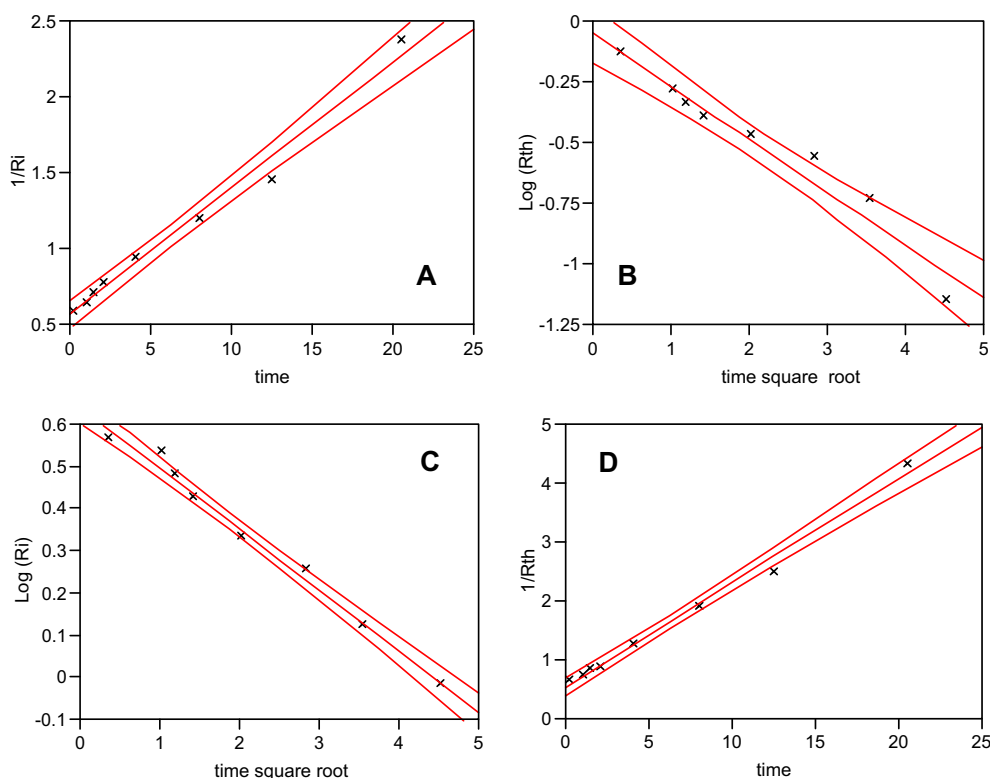 2.5
2
1.5
1
0.5
1/Ri
A
0 5 10 15 20 25
time
0
-0.25
-0.5
-0.75
-1
-1.25
Log (Rth)
B
0 1 2 3 4 5
time square root
0.6
0.5
0.4
0.3
0.2
0.1
0
-0.1
Log (Ri)
C
0 1 2 3 4 5
time square root
5
4
3
2
1
0
1/Rth
D
0 5 10 15 20 25
time